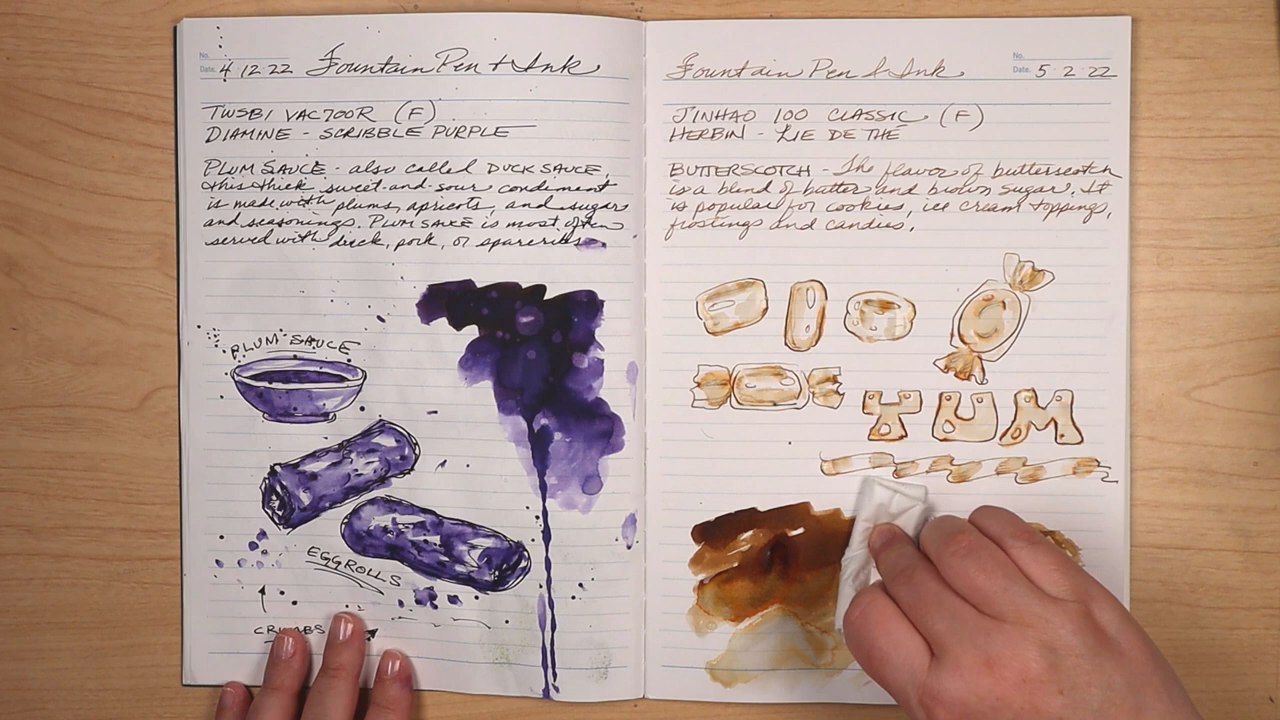 No.
Date. 4 12 22 Fountain Pen & Ink
TWSBI VAC700R (F)
DIAMINE - SCRIBBLE PURPLE
PLUM SAUCE - also called DUCK SAUCE,
this thick sweet-and-sour condiment
is made with plums, apricots, and sugar
and seasonings. PLUM SAUCE is most often
served with duck, pork, or spareribs
PLUM SAUCE
EGGROLLS
CRUMBS
Fountain Pen & Ink
No.
Date. 5 2 22
JINHAO 100 CLASSIC (F)
HERBIN - LIE DE THÉ
BUTTERSCOTCH - The flavor of butterscotch
is a blend of butter and brown sugar. It
is popular for cookies, ice cream toppings,
frostings and candies.
YUM